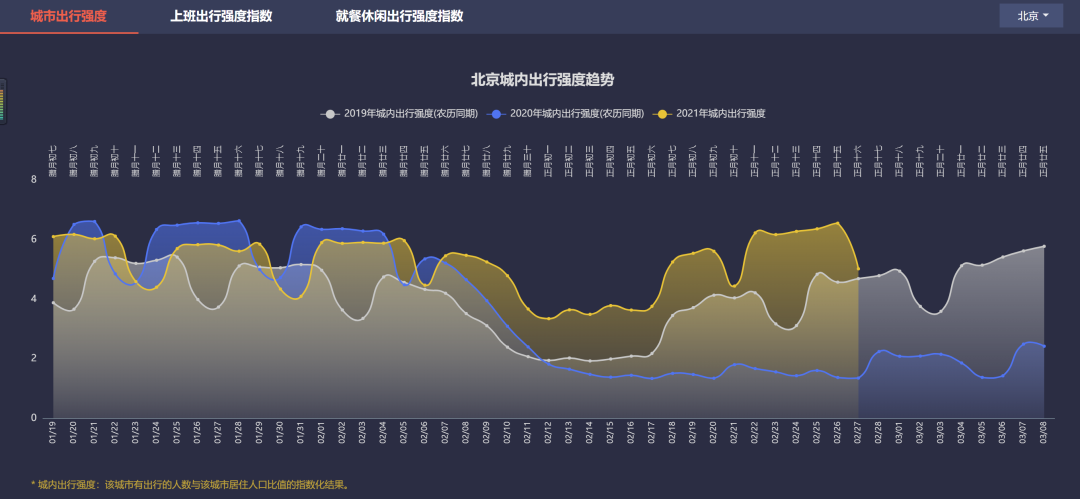 城市出行强度 上班出行强度指数 就餐休闲出行强度指数 北京
北京城内出行强度趋势
2019年城内出行强度(农历同期) 2020年城内出行强度(农历同期) 2021年城内出行强度
腊月初七 腊月初八 腊月初九 腊月初十 腊月十一 腊月十二 腊月十三 腊月十四 腊月十五 腊月十六 腊月十七 腊月十八 腊月十九 腊月二十 腊月廿一 腊月廿二 腊月廿三 腊月廿四 腊月廿五 腊月廿六 腊月廿七 腊月廿八 腊月廿九 腊月三十 正月初一 正月初二 正月初三 正月初四 正月初五 正月初六 正月初七 正月初八 正月初九 正月初十 正月十一 正月十二 正月十三 正月十四 正月十五 正月十六 正月十七 正月十八 正月十九 正月二十 正月廿一 正月廿二 正月廿三 正月廿四 正月廿五
8
6
4
2
0
01/19 01/20 01/21 01/22 01/23 01/24 01/25 01/26 01/27 01/28 01/29 01/30 01/31 02/01 02/02 02/03 02/04 02/05 02/06 02/07 02/08 02/09 02/10 02/11 02/12 02/13 02/14 02/15 02/16 02/17 02/18 02/19 02/20 02/21 02/22 02/23 02/24 02/25 02/26 02/27 02/28 03/01 03/02 03/03 03/04 03/05 03/06 03/07 03/08
* 城内出行强度：该城市有出行的人数与该城市居住人口比值的指数化结果。